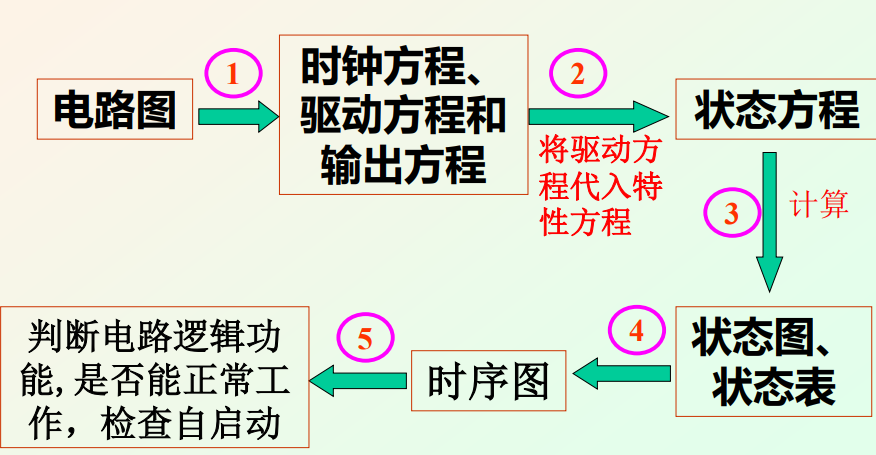 电路图
1
时钟方程、
驱动方程和
输出方程
2
将驱动方
程代入特
性方程
状态方程
3
计算
状态图、
状态表
4
时序图
5
判断电路逻辑功
能,是否能正常工
作，检查自启动